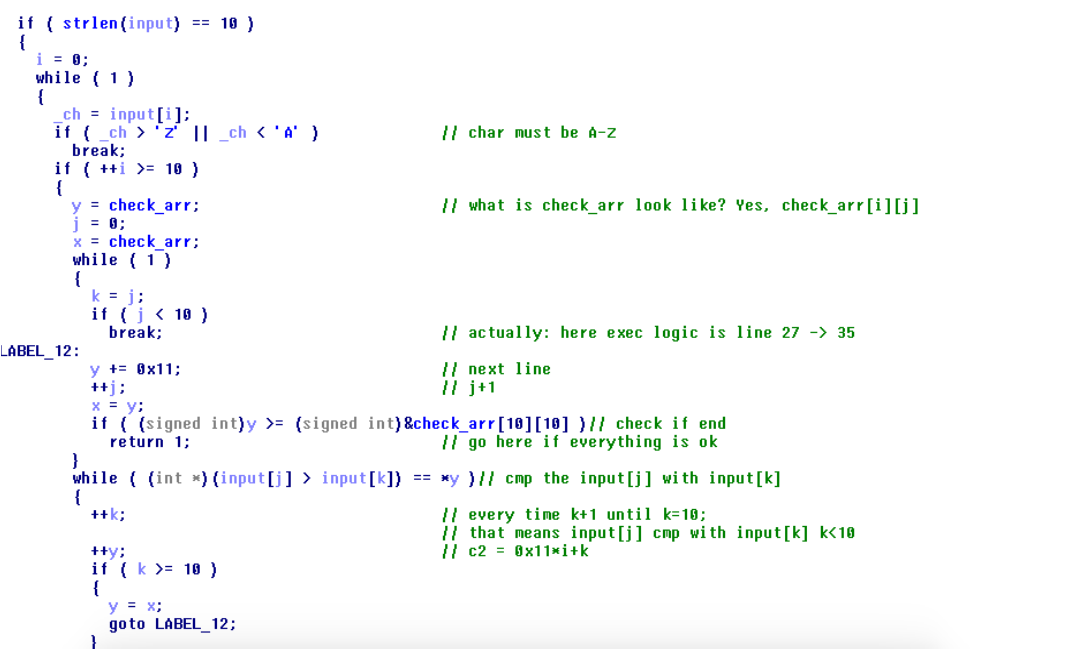 if ( strlen(input) == 10 )
{
i = 0;
while ( 1 )
{
_ch = input[i];
if ( _ch > 'Z' || _ch < 'A' ) // char must be A-Z
break;
if ( ++i >= 10 )
{
y = check_arr; // what is check_arr look like? Yes, check_arr[i][j]
j = 0;
x = check_arr;
while ( 1 )
{
k = j;
if ( j < 10 )
break; // actually: here exec logic is line 27 -> 35
LABEL_12:
y += 0x11; // next line
++j; // j+1
x = y;
if ( (signed int)y >= (signed int)&check_arr[10][10] )// check if end
return 1; // go here if everything is ok
}
while ( (int *)(input[j] > input[k]) == *y )// cmp the input[j] with input[k]
{
++k; // every time k+1 until k=10;
// that means input[j] cmp with input[k] k<10
++y; // c2 = 0x11*i+k
if ( k >= 10 )
{
y = x;
goto LABEL_12;
}